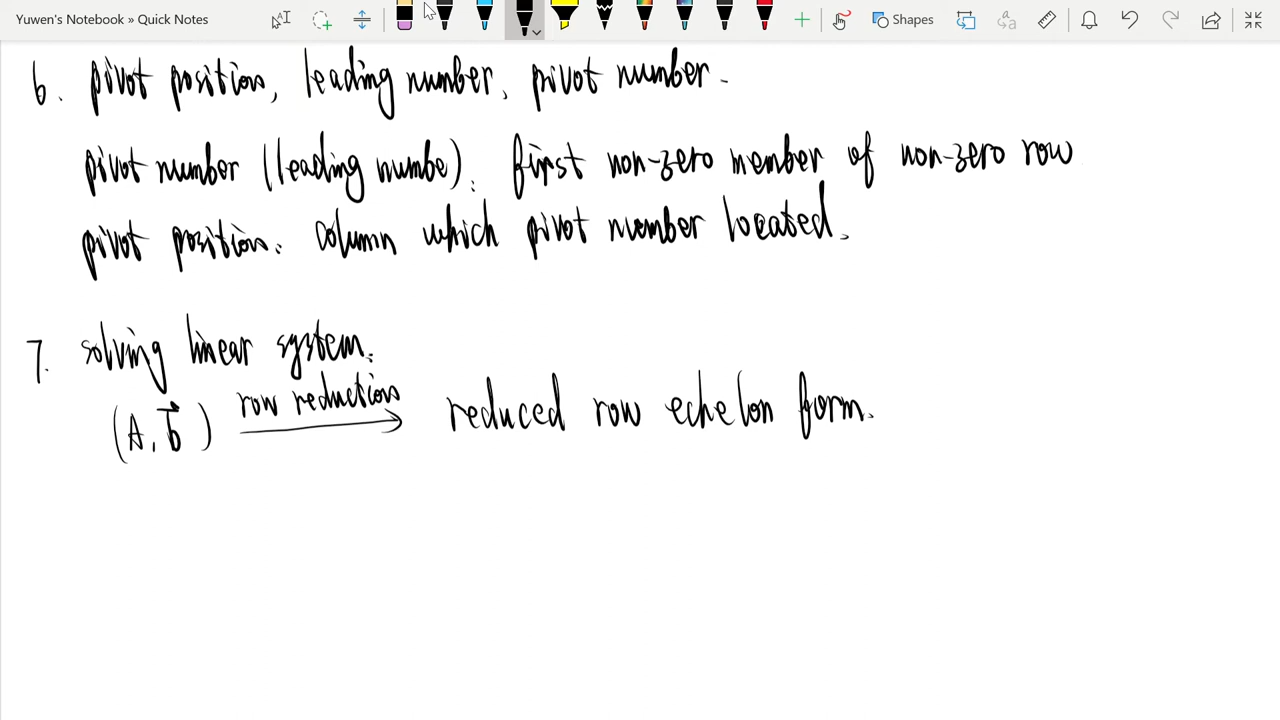 Yuwen's Notebook » Quick Notes
Shapes
6. pivot position, leading number, pivot number.
pivot number (leading numbe). first non-zero member of non-zero row
pivot position: column which pivot number located.
7. solving linear system.
row reduction
(A, b⃗) → reduced row echelon form.